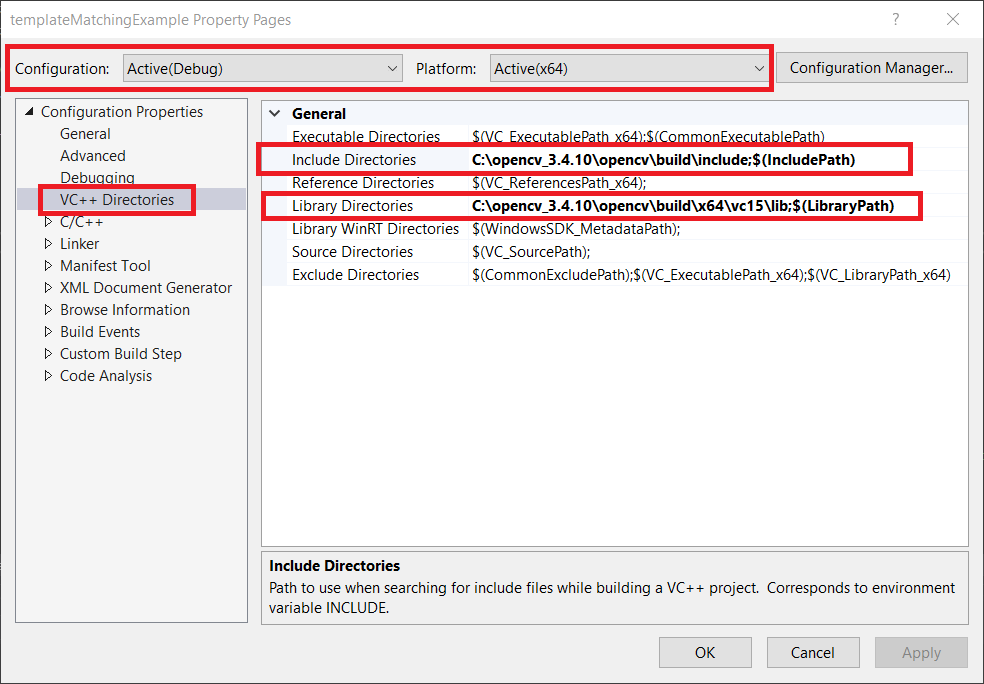 templateMatchingExample Property Pages
?
Configuration: Active(Debug) Platform: Active(x64) Configuration Manager...
Configuration Properties
General
Advanced
Debugging
VC++ Directories
C/C++
Linker
Manifest Tool
XML Document Generator
Browse Information
Build Events
Custom Build Step
Code Analysis
General
Executable Directories $(VC_ExecutablePath_x64);$(CommonExecutablePath)
Include Directories C:\opencv_3.4.10\opencv\build\include;$(IncludePath)
Reference Directories $(VC_ReferencesPath_x64);
Library Directories C:\opencv_3.4.10\opencv\build\x64\vc15\lib;$(LibraryPath)
Library WinRT Directories $(WindowsSDK_MetadataPath);
Source Directories $(VC_SourcePath);
Exclude Directories $(CommonExcludePath);$(VC_ExecutablePath_x64);$(VC_LibraryPath_x64)
Include Directories
Path to use when searching for include files while building a VC++ project. Corresponds to environment
variable INCLUDE.
OK Cancel Apply